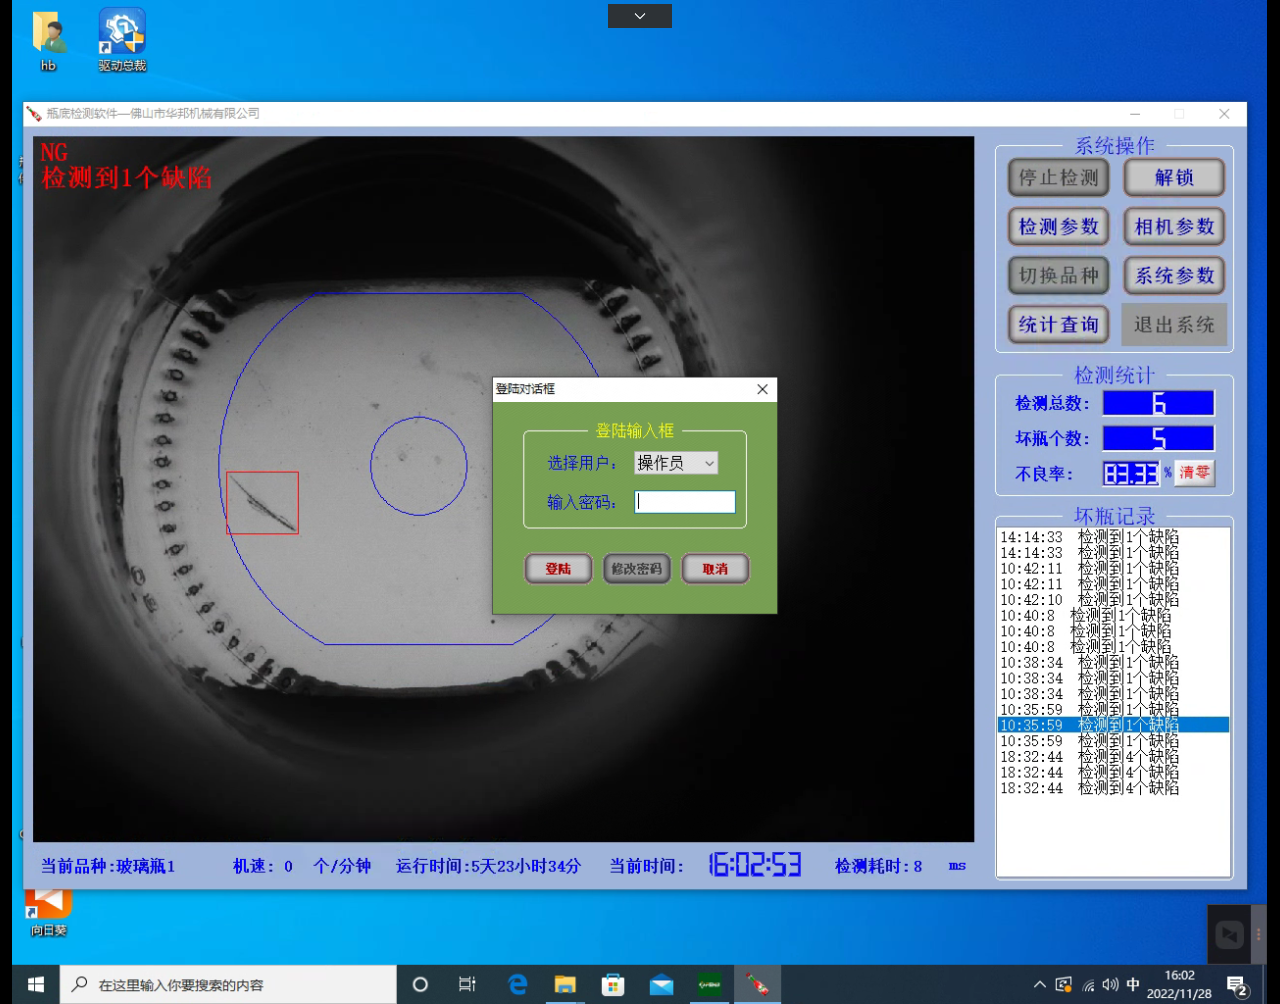 hb
驱动总裁
瓶底检测软件—佛山市华邦机械有限公司
NG
检测到1个缺陷
系统操作
停止检测 解锁
检测参数 相机参数
切换品种 系统参数
统计查询 退出系统
检测统计
检测总数: 6
坏瓶个数: 5
不良率: 83.33 % 清零
登陆对话框
登陆输入框
选择用户: 操作员
输入密码:
登陆 修改密码 取消
坏瓶记录
14:14:33 检测到1个缺陷
14:14:33 检测到1个缺陷
10:42:11 检测到1个缺陷
10:42:11 检测到1个缺陷
10:42:10 检测到1个缺陷
10:40:8 检测到1个缺陷
10:40:8 检测到1个缺陷
10:40:8 检测到1个缺陷
10:38:34 检测到1个缺陷
10:38:34 检测到1个缺陷
10:38:34 检测到1个缺陷
10:35:59 检测到1个缺陷
10:35:59 检测到1个缺陷
10:35:59 检测到1个缺陷
18:32:44 检测到4个缺陷
18:32:44 检测到4个缺陷
18:32:44 检测到4个缺陷
当前品种:玻璃瓶1 机速: 0 个/分钟 运行时间:5天23小时34分 当前时间: 16:02:53 检测耗时:8 ms
向日葵
在这里输入你要搜索的内容
中
16:02
2022/11/28
2